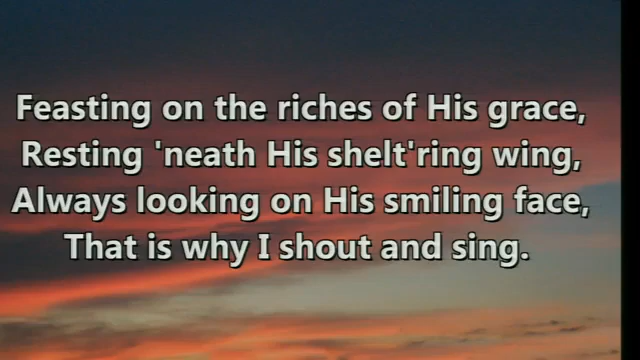 Feasting on the riches of His grace,
Resting 'neath His shelt'ring wing,
Always looking on His smiling face,
That is why I shout and sing.